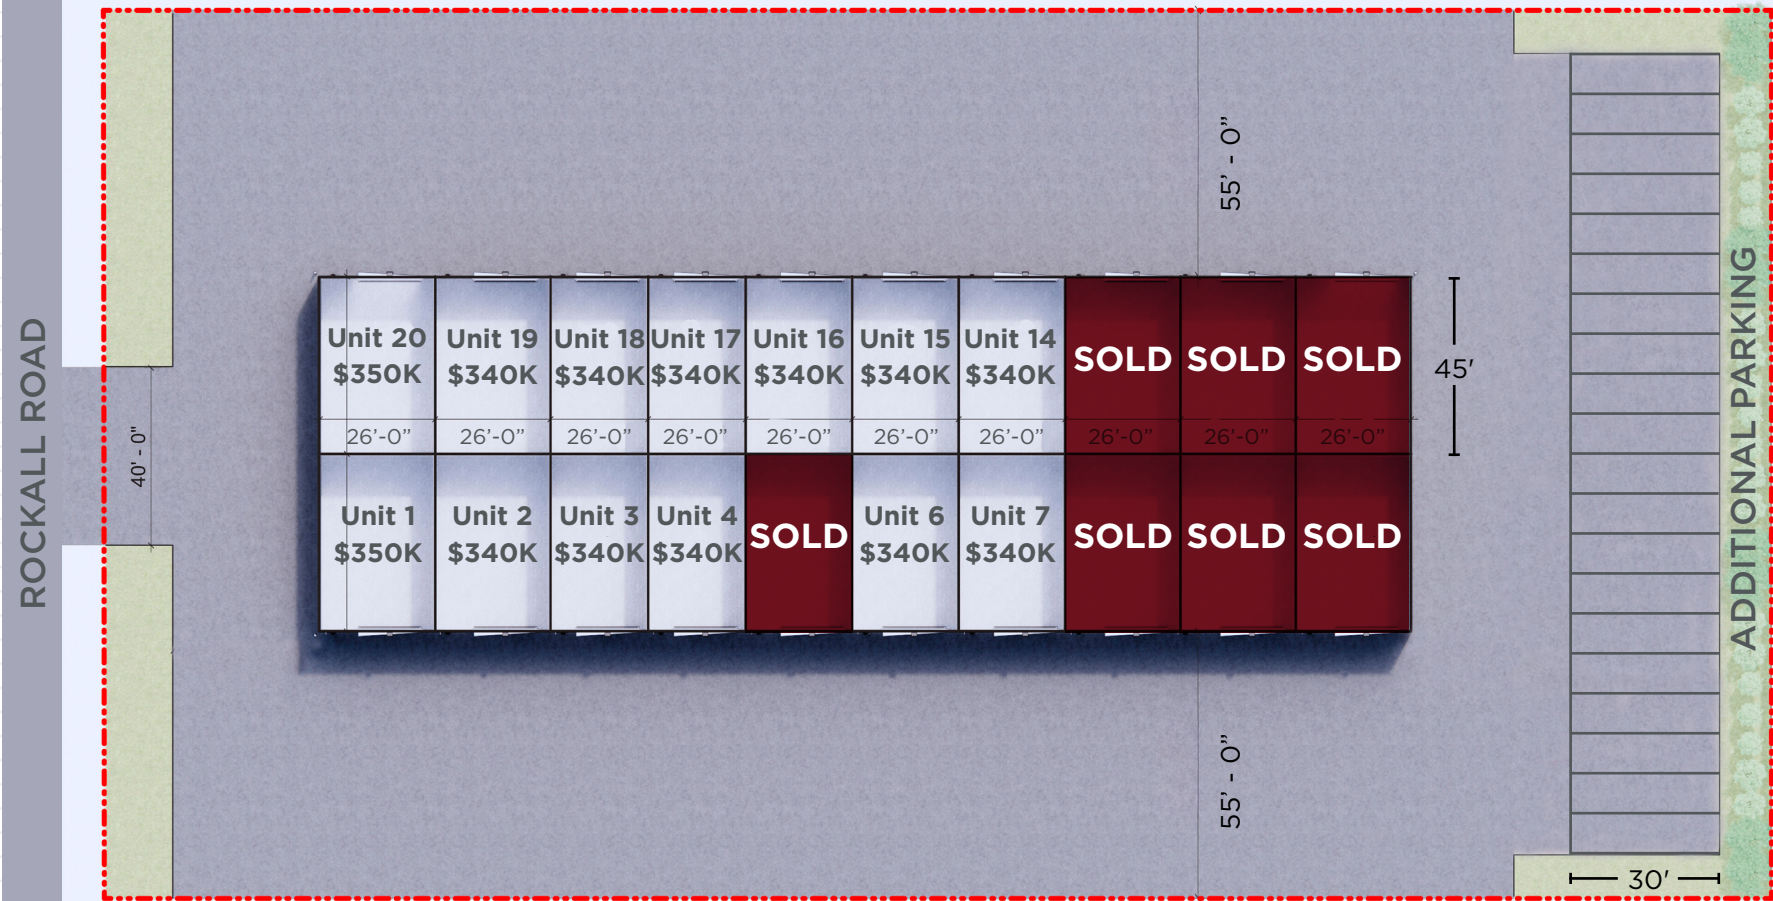 ROCKALL ROAD
40' - 0"
55' - 0”
Unit 20
$350K
Unit 19
$340K
Unit 18
$340K
Unit 17
$340K
Unit 16
$340K
Unit 15
$340K
Unit 14
$340K
SOLD
SOLD
SOLD
45'
26’-0” 26’-0” 26’-0” 26’-0” 26’-0” 26’-0” 26’-0” 26’-0” 26’-0” 26’-0”
Unit 1
$350K
Unit 2
$340K
Unit 3
$340K
Unit 4
$340K
SOLD
Unit 6
$340K
Unit 7
$340K
SOLD
SOLD
SOLD
55' - 0”
30'
ADDITIONAL PARKING